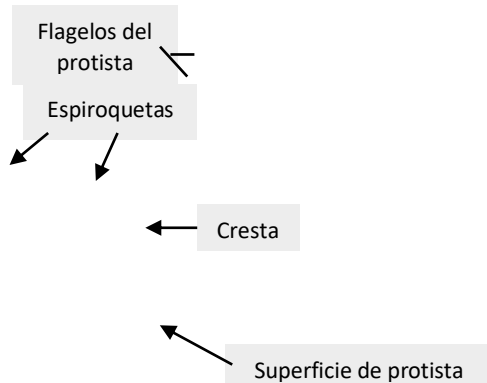 Flagelos del
protista
Espiroquetas
Cresta
Superficie de protista